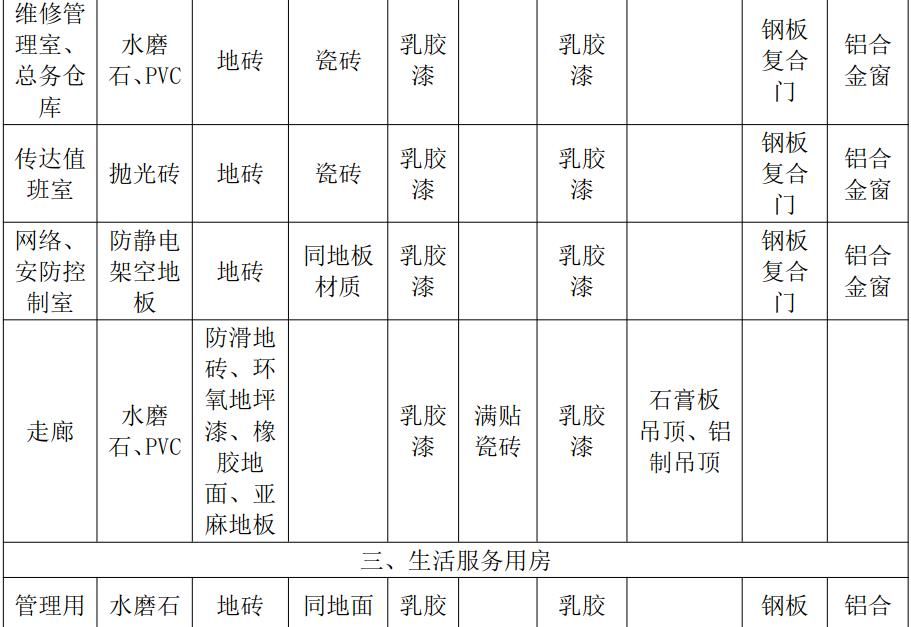 维修管
理室、
总务仓
库
水磨
石、PVC
地砖
瓷砖
乳胶
漆
乳胶
漆
钢板
复合
门
铝合
金窗
传达值
班室
抛光砖
地砖
瓷砖
乳胶
漆
乳胶
漆
钢板
复合
门
铝合
金窗
网络、
安防控
制室
防静电
架空地
板
地砖
同地板
材质
乳胶
漆
乳胶
漆
钢板
复合
门
铝合
金窗
走廊
水磨
石、PVC
防滑地
砖、环
氧地坪
漆、橡
胶地
面、亚
麻地板
乳胶
漆
满贴
瓷砖
乳胶
漆
石膏板
吊顶、铝
制吊顶
三、生活服务用房
管理用
水磨石
地砖
同地面
乳胶
乳胶
钢板
铝合